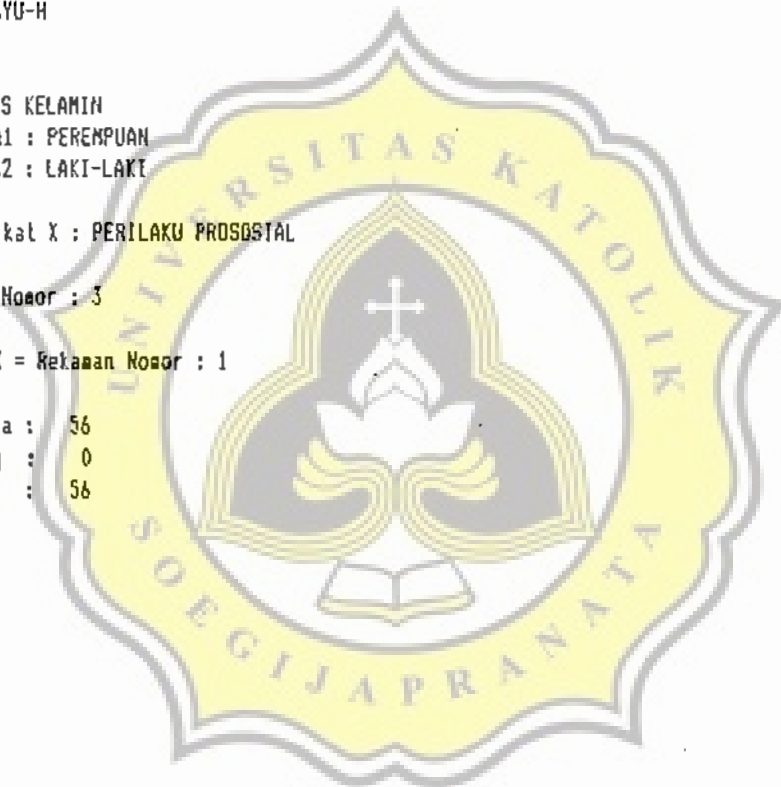 YU-H
S KELAMIN
1 : PEREMPUAN
2 : LAKI-LAKI
kat X : PERILAKU PROSOSIAL
Nomor : 3
= Rekaman Nomor : 1
a : 56
: 0
: 56
UNIVERSITAS KATOLIK
SOEGIJAPRANATA